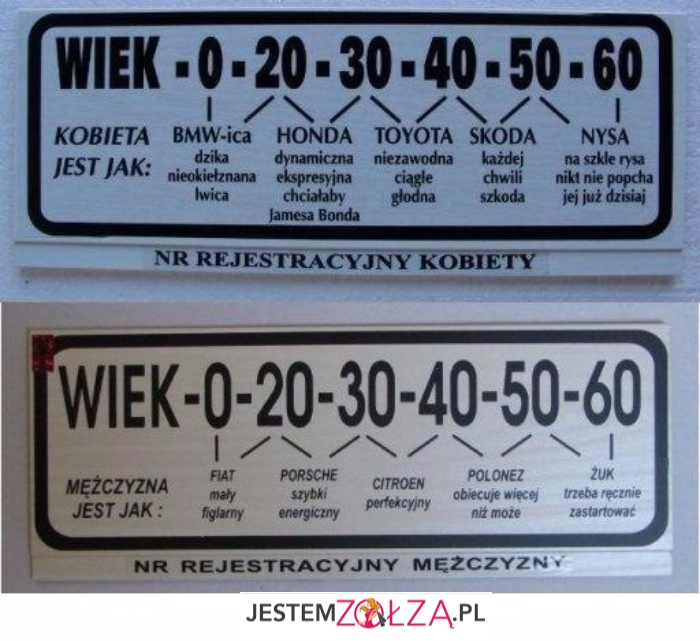 WIEK - 0 - 20 - 30 - 40 - 50 - 60
KOBIETA JEST JAK:
BMW-ica
dzika
nieokiełznana
lwica
HONDA
dynamiczna
ekspresyjna
chciałaby
Jamesa Bonda
TOYOTA
niezawodna
ciągle
głodna
SKODA
każdej
chwili
szkoda
NYSA
na szkle rysa
nikt nie popcha
jej już dzisiaj
NR REJESTRACYJNY KOBIETY
WIEK-0-20-30-40-50-60
MĘŻCZYZNA
JEST JAK :
FIAT
mały
figlarny
PORSCHE
szybki
energiczny
CITROEN
perfekcyjny
POLONEZ
obiecuje więcej
niż może
ŻUK
trzeba ręcznie
zastartować
NR REJESTRACYJNY MĘŻCZYZNY
JESTEMZOŁZA.PL